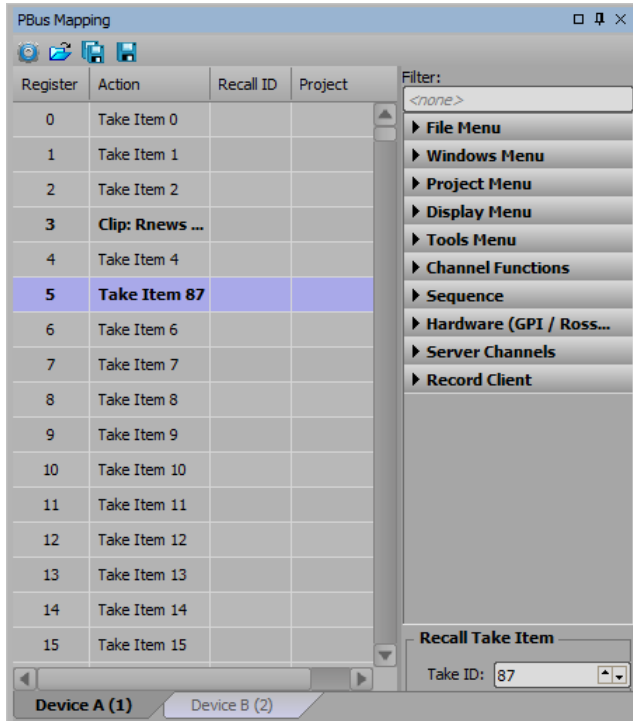 PBus Mapping
Register Action Recall ID Project
0 Take Item 0
1 Take Item 1
2 Take Item 2
3 Clip: Rnews ...
4 Take Item 4
5 Take Item 87
6 Take Item 6
7 Take Item 7
8 Take Item 8
9 Take Item 9
10 Take Item 10
11 Take Item 11
12 Take Item 12
13 Take Item 13
14 Take Item 14
15 Take Item 15
Filter:
<none>
File Menu
Windows Menu
Project Menu
Display Menu
Tools Menu
Channel Functions
Sequence
Hardware (GPI / Ross...
Server Channels
Record Client
Recall Take Item
Take ID: 87
Device A (1) Device B (2)